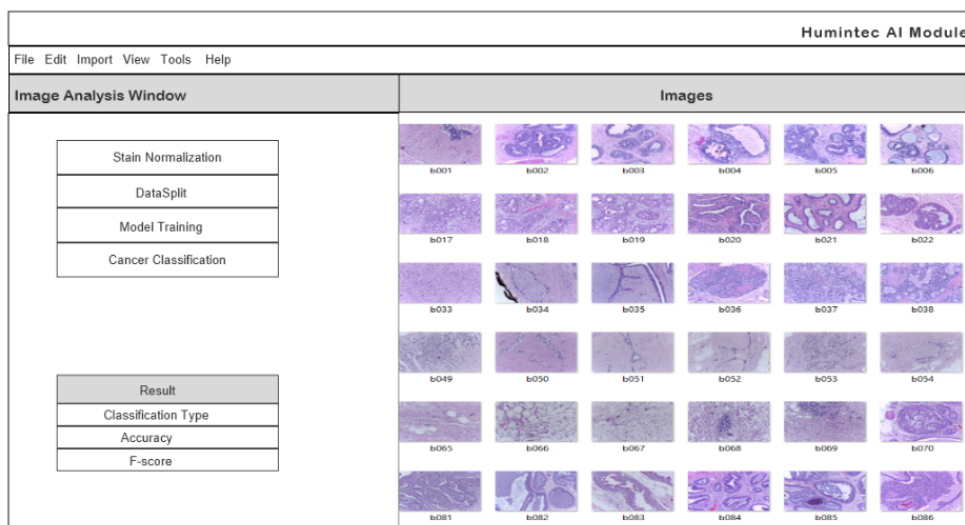 Humintec AI Module
File Edit Import View Tools Help
Image Analysis Window
Images
Stain Normalization
DataSplit
Model Training
Cancer Classification
Result
Classification Type
Accuracy
F-score
b001 b002 b003 b004 b005 b006
b017 b018 b019 b020 b021 b022
b033 b034 b035 b036 b037 b038
b049 b050 b051 b052 b053 b054
b065 b066 b067 b068 b069 b070
b081 b082 b083 b084 b085 b086